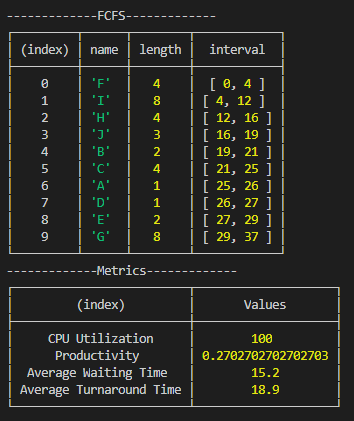 -------------FCFS-------------
(index) name length interval
0 'F' 4 [ 0, 4 ]
1 'I' 8 [ 4, 12 ]
2 'H' 4 [ 12, 16 ]
3 'J' 3 [ 16, 19 ]
4 'B' 2 [ 19, 21 ]
5 'C' 4 [ 21, 25 ]
6 'A' 1 [ 25, 26 ]
7 'D' 1 [ 26, 27 ]
8 'E' 2 [ 27, 29 ]
9 'G' 8 [ 29, 37 ]
-------------Metrics-------------
(index) Values
CPU Utilization 100
Productivity 0.2702702702702703
Average Waiting Time 15.2
Average Turnaround Time 18.9